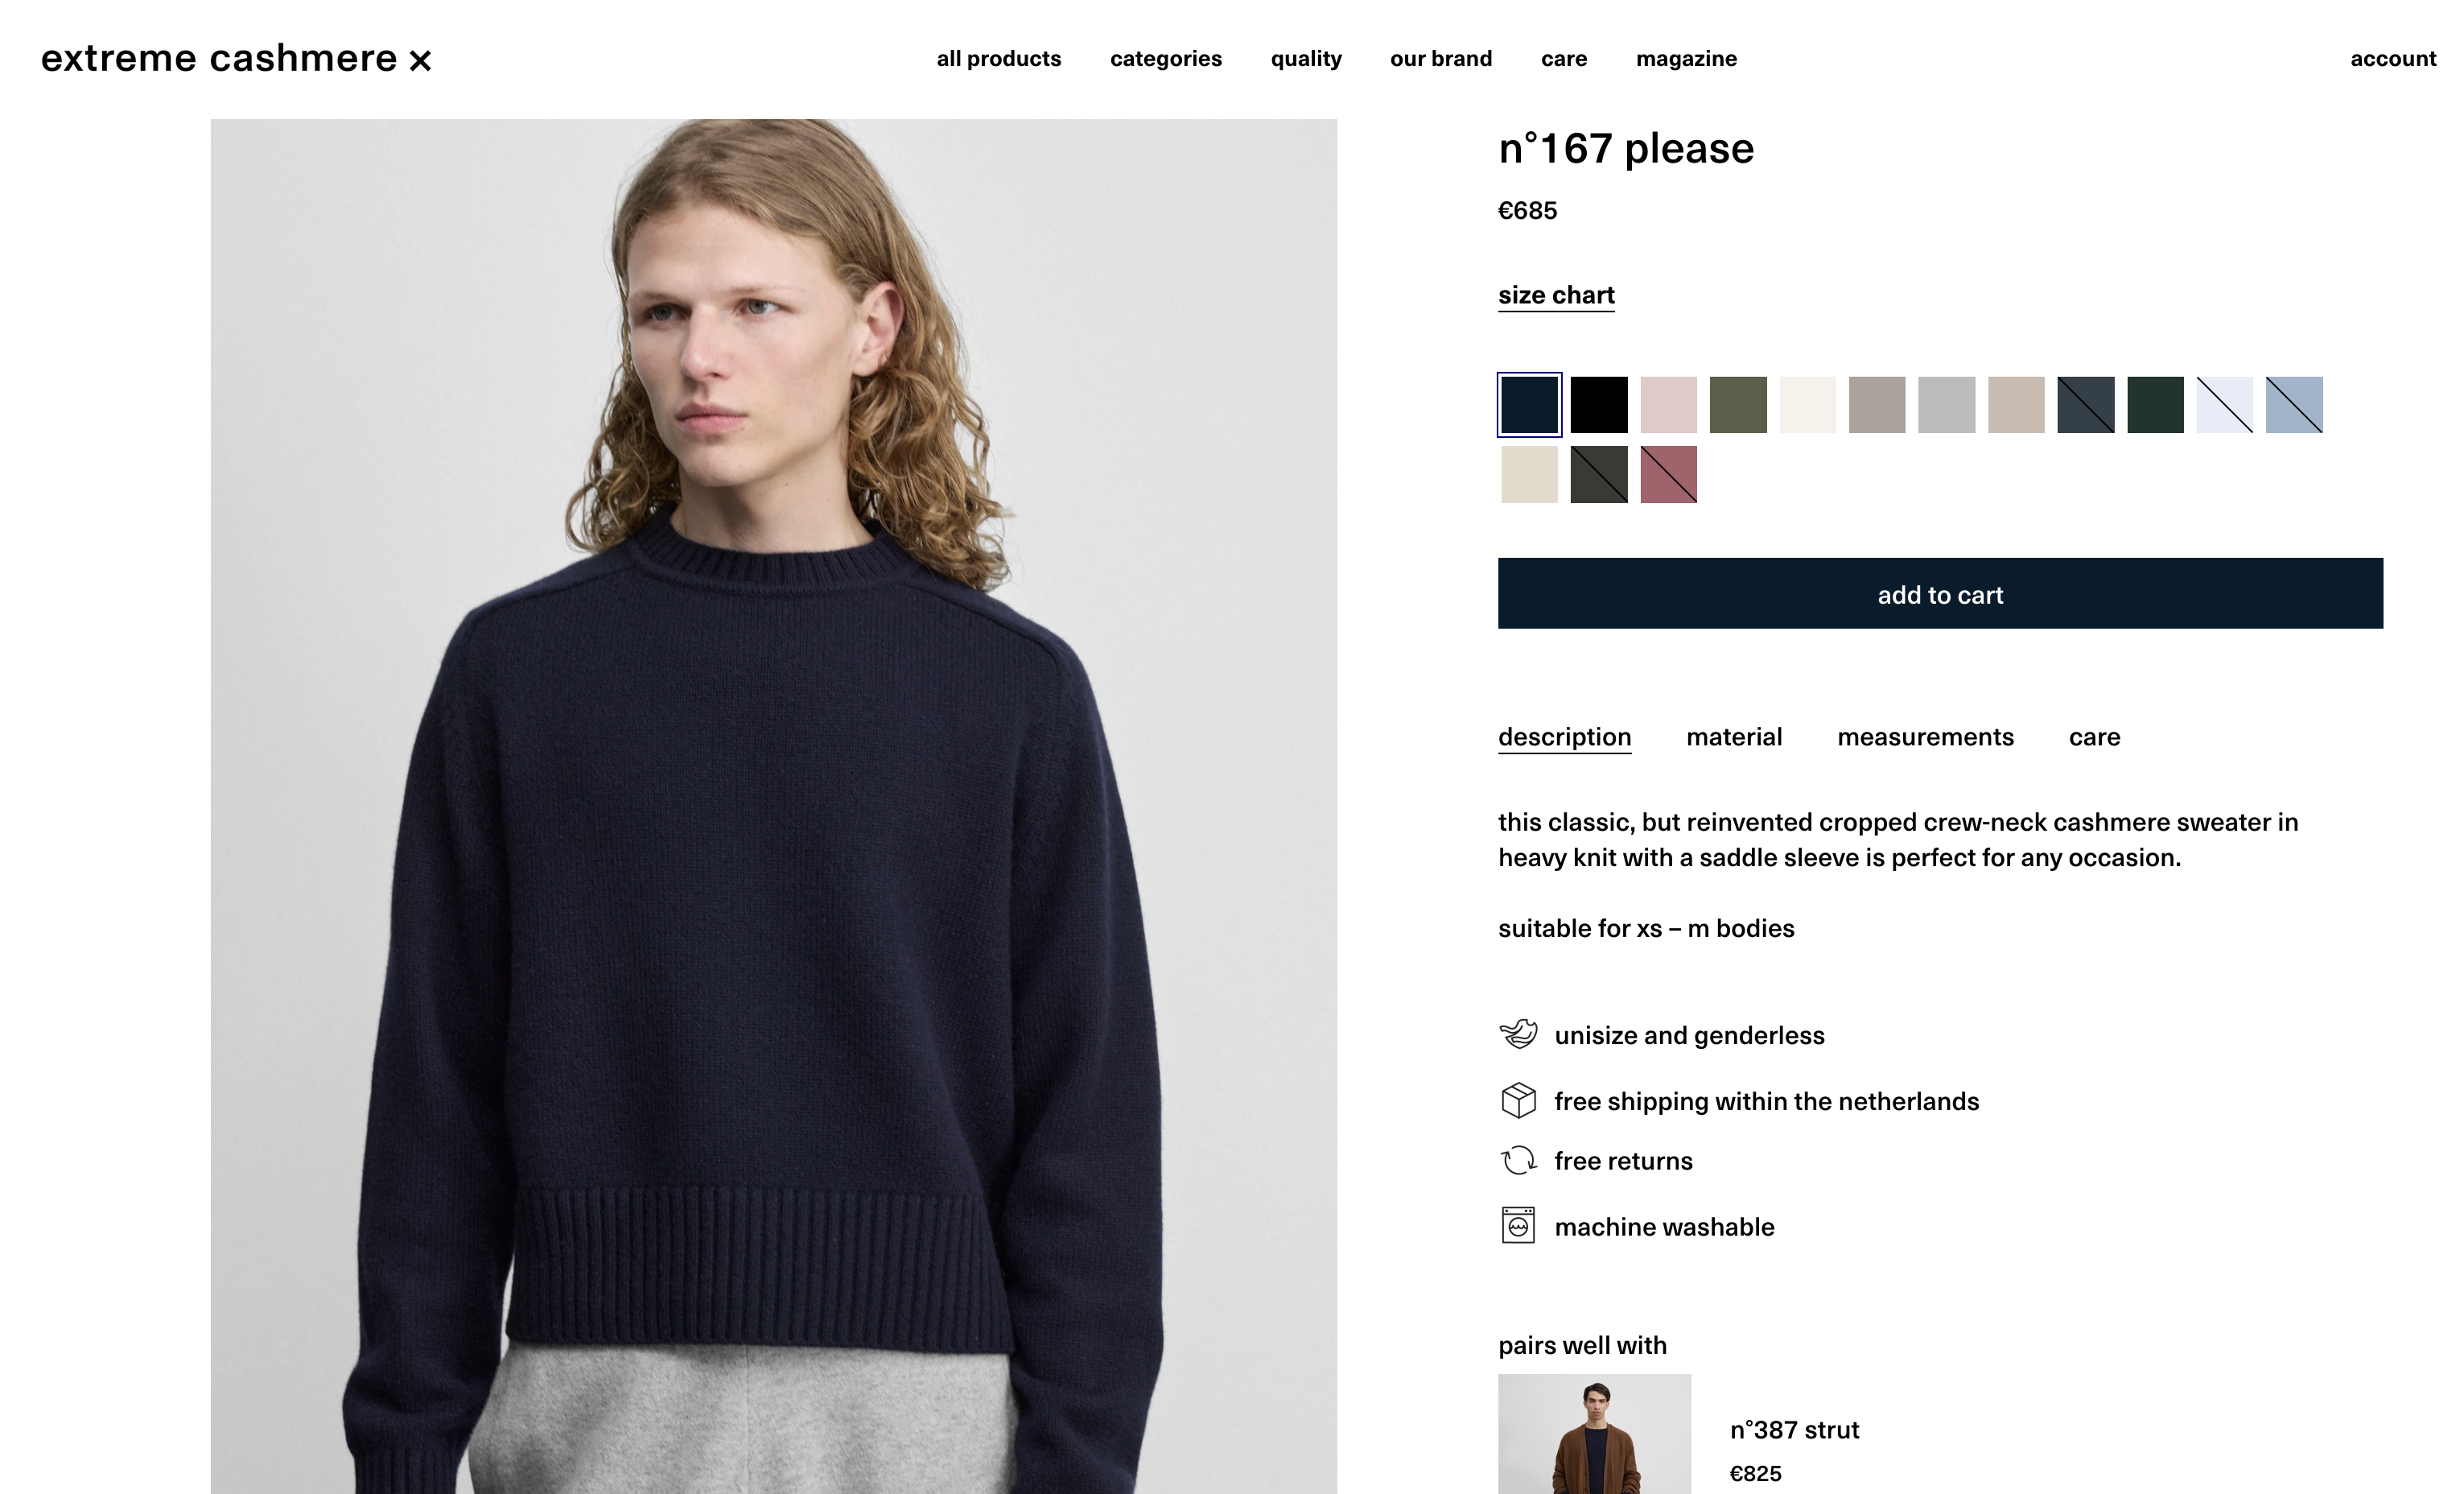 extreme cashmere ×
all products categories quality our brand care magazine
account
n°167 please
€685
size chart
add to cart
description material measurements care
this classic, but reinvented cropped crew-neck cashmere sweater in
heavy knit with a saddle sleeve is perfect for any occasion.
suitable for xs – m bodies
unisize and genderless
free shipping within the netherlands
free returns
machine washable
pairs well with
n°387 strut
€825